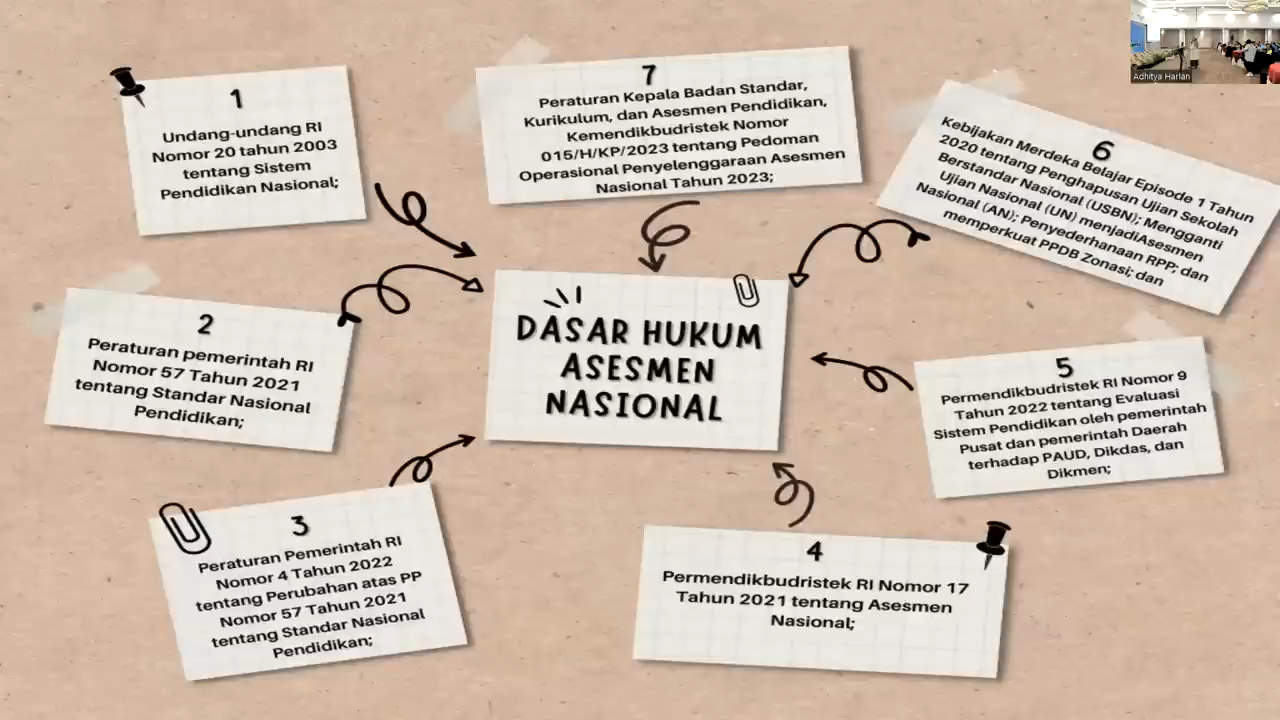 DASAR HUKUM
ASESMEN
NASIONAL
1
Undang-undang RI
Nomor 20 tahun 2003
tentang Sistem
Pendidikan Nasional;
2
Peraturan pemerintah RI
Nomor 57 Tahun 2021
tentang Standar Nasional
Pendidikan;
3
Peraturan Pemerintah RI
Nomor 4 Tahun 2022
tentang Perubahan atas PP
Nomor 57 Tahun 2021
tentang Standar Nasional
Pendidikan;
4
Permendikbudristek RI Nomor 17
Tahun 2021 tentang Asesmen
Nasional;
5
Permendikbudristek RI Nomor 9
Tahun 2022 tentang Evaluasi
Sistem Pendidikan oleh pemerintah
Pusat dan pemerintah Daerah
terhadap PAUD, Dikdas, dan
Dikmen;
6
Kebijakan Merdeka Belajar Episode 1 Tahun
2020 tentang Penghapusan Ujian Sekolah
Berstandar Nasional (USBN); Mengganti
Ujian Nasional (UN) menjadiAsesmen
Nasional (AN); Penyederhanaan RPP; dan
memperkuat PPDB Zonasi; dan
7
Peraturan Kepala Badan Standar,
Kurikulum, dan Asesmen Pendidikan,
Kemendikbudristek Nomor
015/H/KP/2023 tentang Pedoman
Operasional Penyelenggaraan Asesmen
Nasional Tahun 2023;
Adhitya Harlan